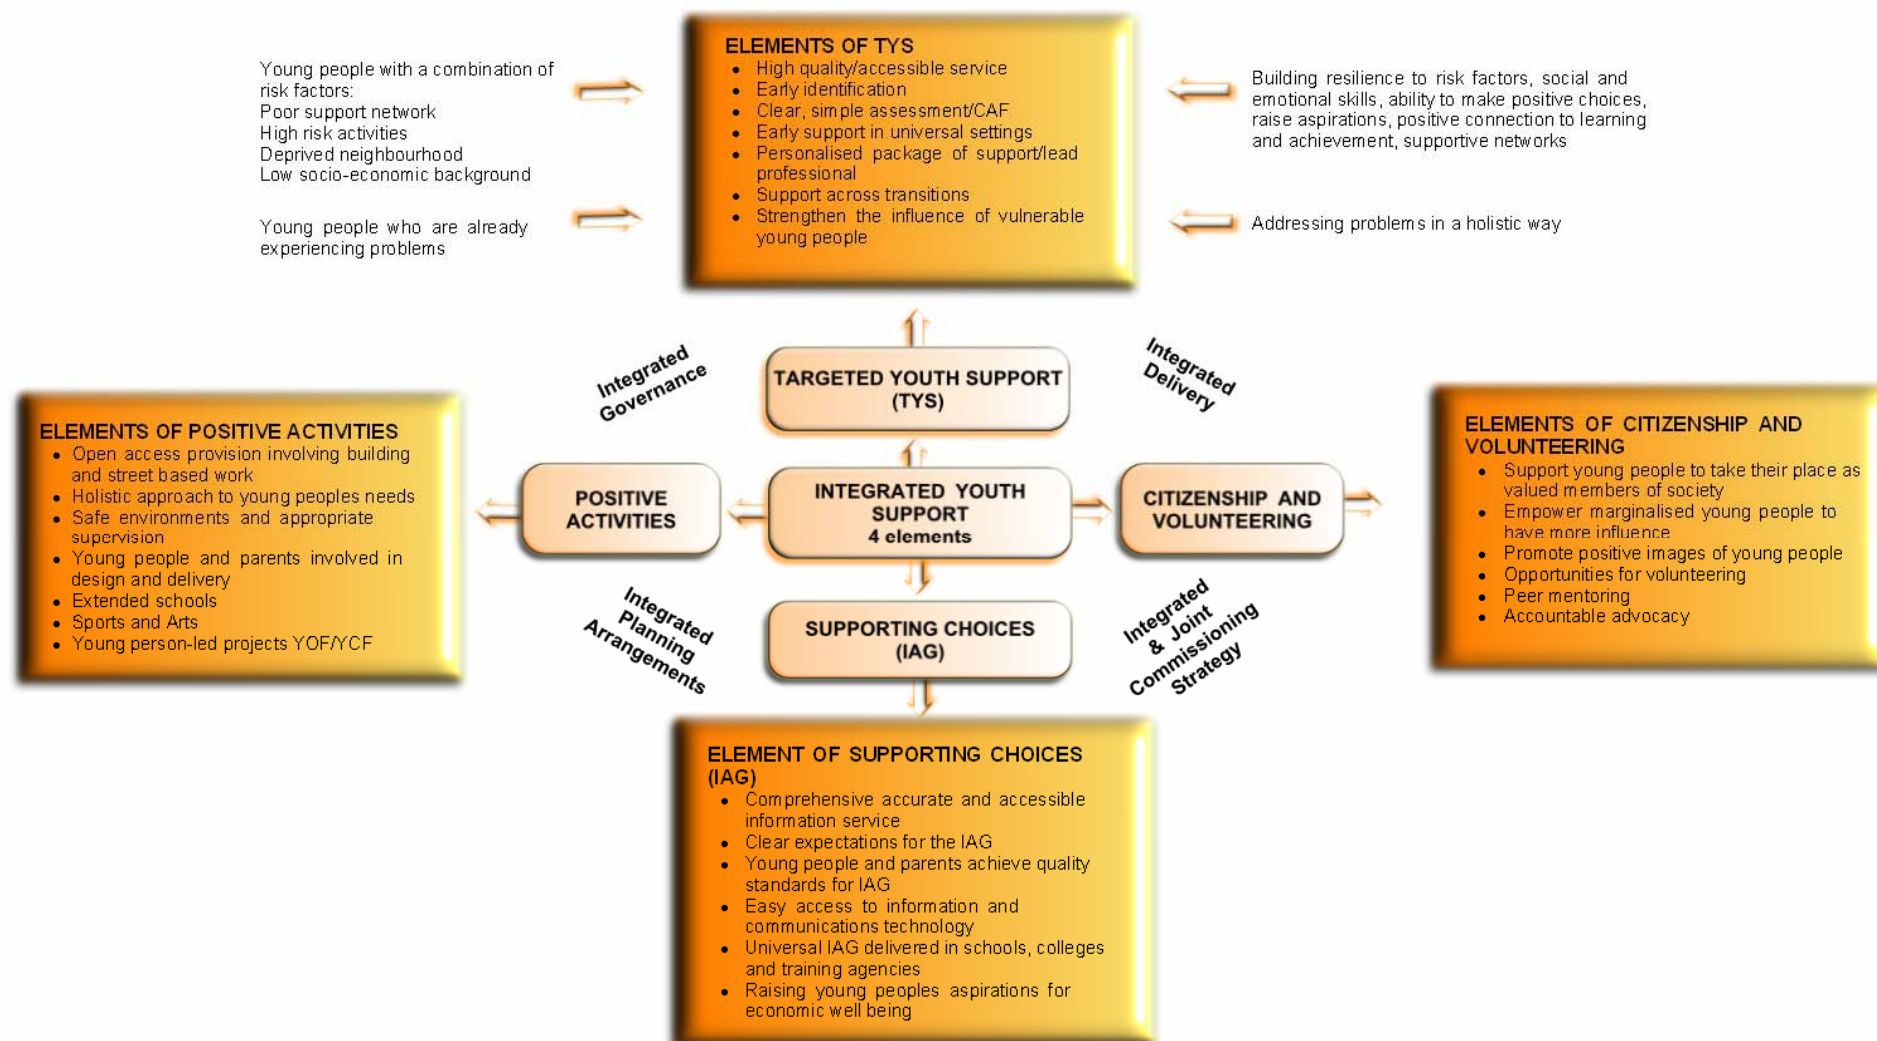 Young people with a combination of
risk factors:
Poor support network
High risk activities
Deprived neighbourhood
Low socio-economic background
Young people who are already
experiencing problems
ELEMENTS OF TYS
• High quality/accessible service
• Early identification
• Clear, simple assessment/CAF
• Early support in universal settings
• Personalised package of support/lead
professional
• Support across transitions
• Strengthen the influence of vulnerable
young people
Building resilience to risk factors, social and
emotional skills, ability to make positive choices,
raise aspirations, positive connection to learning
and achievement, supportive networks
Addressing problems in a holistic way
Integrated
Governance
TARGETED YOUTH SUPPORT
(TYS)
Integrated
Delivery
ELEMENTS OF POSITIVE ACTIVITIES
• Open access provision involving building
and street based work
• Holistic approach to young peoples needs
• Safe environments and appropriate
supervision
• Young people and parents involved in
design and delivery
• Extended schools
• Sports and Arts
• Young person-led projects YOF/YCF
POSITIVE
ACTIVITIES
INTEGRATED YOUTH
SUPPORT
4 elements
CITIZENSHIP AND
VOLUNTEERING
ELEMENTS OF CITIZENSHIP AND
VOLUNTEERING
• Support young people to take their place as
valued members of society
• Empower marginalised young people to
have more influence
• Promote positive images of young people
• Opportunities for volunteering
• Peer mentoring
• Accountable advocacy
Integrated
Planning
Arrangements
SUPPORTING CHOICES
(IAG)
Integrated
& Joint
Commissioning
Strategy
ELEMENT OF SUPPORTING CHOICES
(IAG)
• Comprehensive accurate and accessible
information service
• Clear expectations for the IAG
• Young people and parents achieve quality
standards for IAG
• Easy access to information and
communications technology
• Universal IAG delivered in schools, colleges
and training agencies
• Raising young peoples aspirations for
economic well being